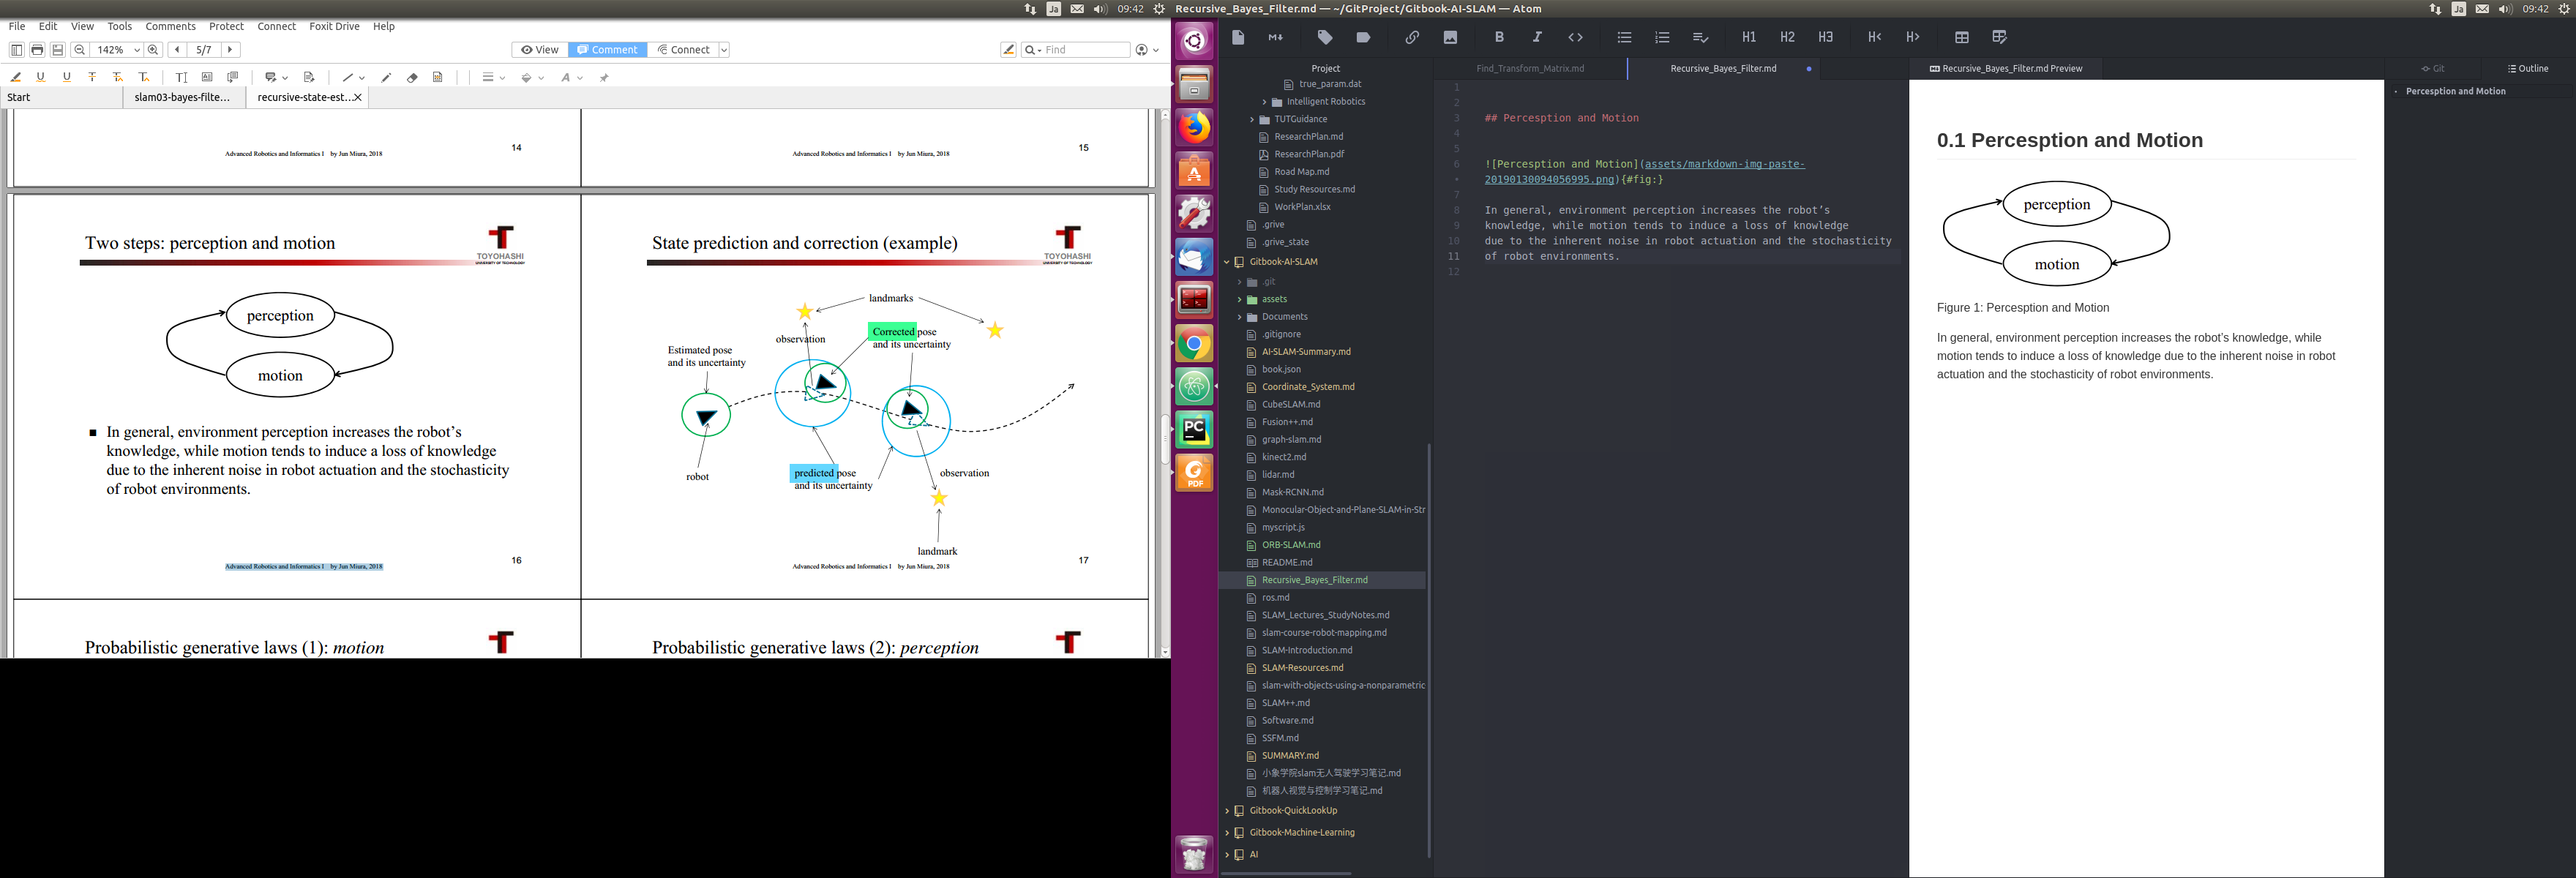 Ja
09:42
Recursive_Bayes_Filter.md — ~/GitProject/Gitbook-AI-SLAM — Atom
Ja
09:42
File Edit View Tools Comments Protect Connect Foxit Drive Help
142%
5/7
View
Comment
Connect
Find
Start
slam03-bayes-filte...
recursive-state-est...
Advanced Robotics and Informatics I by Jun Miura, 2018
14
Advanced Robotics and Informatics I by Jun Miura, 2018
15
Two steps: perception and motion
TOYOHASHI
UNIVERSITY OF TECHNOLOGY
perception
motion
In general, environment perception increases the robot’s
knowledge, while motion tends to induce a loss of knowledge
due to the inherent noise in robot actuation and the stochasticity
of robot environments.
Advanced Robotics and Informatics I by Jun Miura, 2018
16
State prediction and correction (example)
TOYOHASHI
UNIVERSITY OF TECHNOLOGY
landmarks
observation
Corrected pose
and its uncertainty
Estimated pose
and its uncertainty
robot
predicted pose
and its uncertainty
observation
landmark
Advanced Robotics and Informatics I by Jun Miura, 2018
17
Probabilistic generative laws (1): motion
Probabilistic generative laws (2): perception
PC
PDF
M
B
I
H1
H2
H3
H<
H>
Project
true_param.dat
Intelligent Robotics
TUTGuidance
ResearchPlan.md
ResearchPlan.pdf
Road Map.md
Study Resources.md
WorkPlan.xlsx
.grive
.grive_state
Gitbook-AI-SLAM
.git
assets
Documents
.gitignore
AI-SLAM-Summary.md
book.json
Coordinate_System.md
CubeSLAM.md
Fusion++.md
graph-slam.md
kinect2.md
lidar.md
Mask-RCNN.md
Monocular-Object-and-Plane-SLAM-in-Str
myscript.js
ORB-SLAM.md
README.md
Recursive_Bayes_Filter.md
ros.md
SLAM_Lectures_StudyNotes.md
slam-course-robot-mapping.md
SLAM-Introduction.md
SLAM-Resources.md
slam-with-objects-using-a-nonparametric
SLAM++.md
Software.md
SSFM.md
SUMMARY.md
小象学院slam无人驾驶学习笔记.md
机器人视觉与控制学习笔记.md
Gitbook-QuickLookUp
Gitbook-Machine-Learning
AI
Find_Transform_Matrix.md
Recursive_Bayes_Filter.md
1
2
3 ## Percesption and Motion
4
5
6 ![Percesption and Motion](assets/markdown-img-paste-
• 20190130094056995.png){#fig:}
7
8 In general, environment perception increases the robot’s
9 knowledge, while motion tends to induce a loss of knowledge
10 due to the inherent noise in robot actuation and the stochasticity
11 of robot environments.
12
Recursive_Bayes_Filter.md Preview
0.1 Percesption and Motion
perception
motion
Figure 1: Percesption and Motion
In general, environment perception increases the robot’s knowledge, while
motion tends to induce a loss of knowledge due to the inherent noise in robot
actuation and the stochasticity of robot environments.
Git
Outline
Percesption and Motion